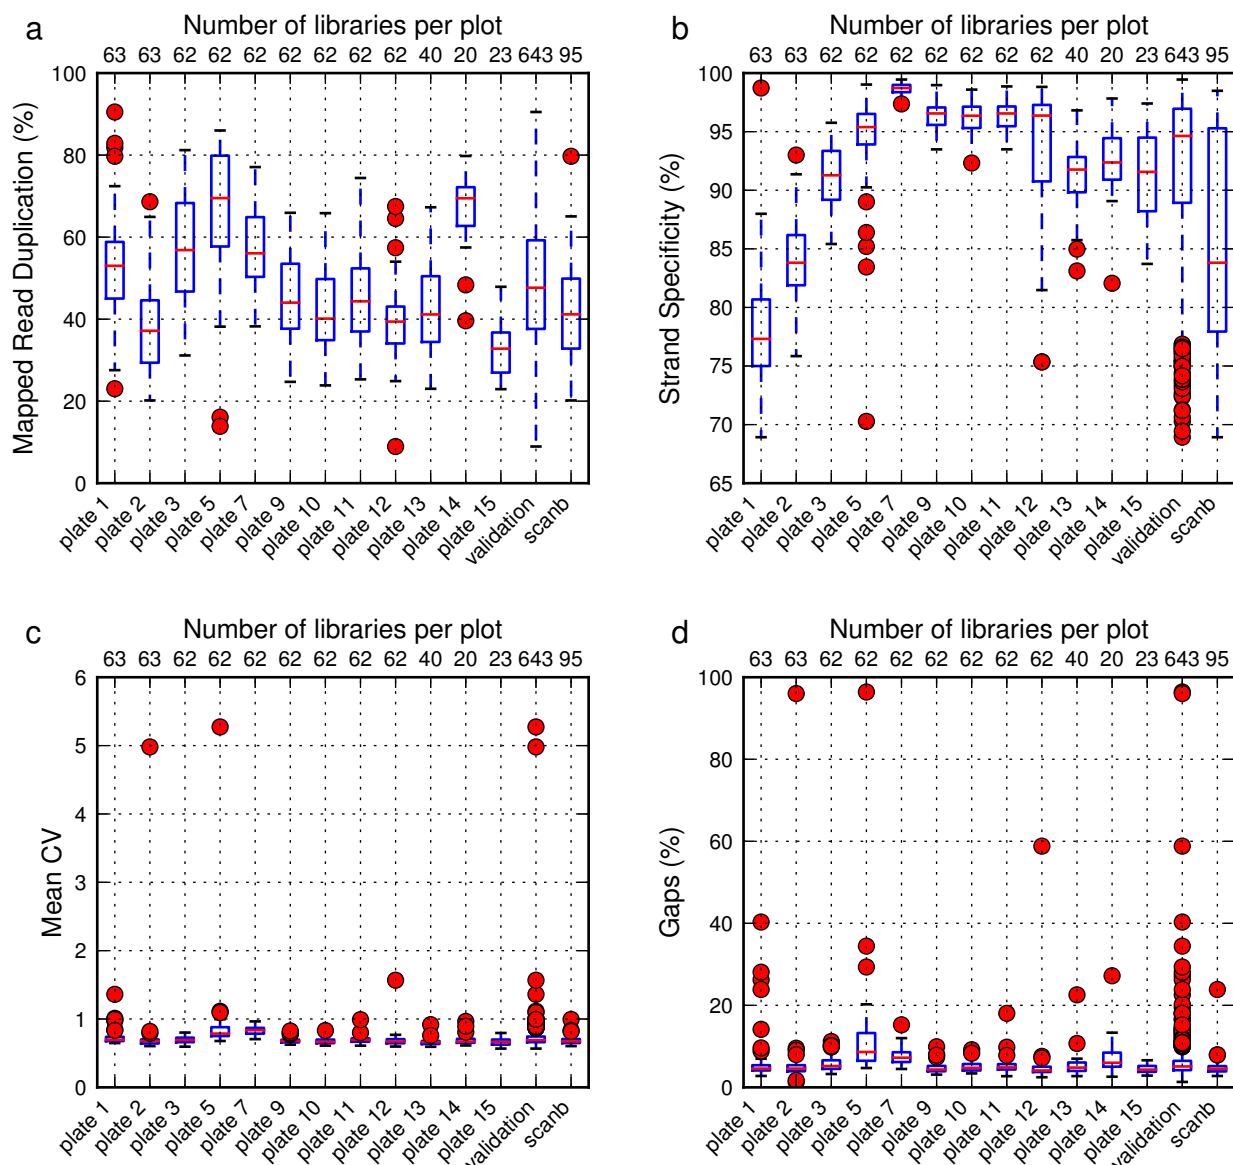 a
Number of libraries per plot
63 63 62 62 62 62 62 62 62 40 20 23 643 95
100
80
60
40
20
0
Mapped Read Duplication (%)
plate 1 plate 2 plate 3 plate 5 plate 7 plate 9 plate 10 plate 11 plate 12 plate 13 plate 14 plate 15 validation scanb
b
Number of libraries per plot
63 63 62 62 62 62 62 62 62 40 20 23 643 95
100
95
90
85
80
75
70
65
Strand Specificity (%)
plate 1 plate 2 plate 3 plate 5 plate 7 plate 9 plate 10 plate 11 plate 12 plate 13 plate 14 plate 15 validation scanb
c
Number of libraries per plot
63 63 62 62 62 62 62 62 62 40 20 23 643 95
6
5
4
3
2
1
0
Mean CV
plate 1 plate 2 plate 3 plate 5 plate 7 plate 9 plate 10 plate 11 plate 12 plate 13 plate 14 plate 15 validation scanb
d
Number of libraries per plot
63 63 62 62 62 62 62 62 62 40 20 23 643 95
100
80
60
40
20
0
Gaps (%)
plate 1 plate 2 plate 3 plate 5 plate 7 plate 9 plate 10 plate 11 plate 12 plate 13 plate 14 plate 15 validation scanb